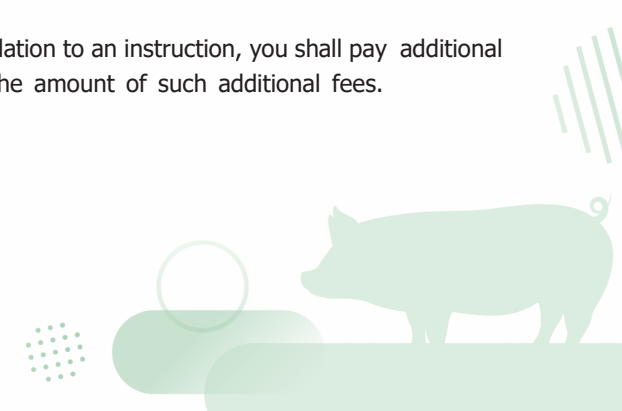 lation to an instruction, you shall pay additional
he amount of such additional fees.